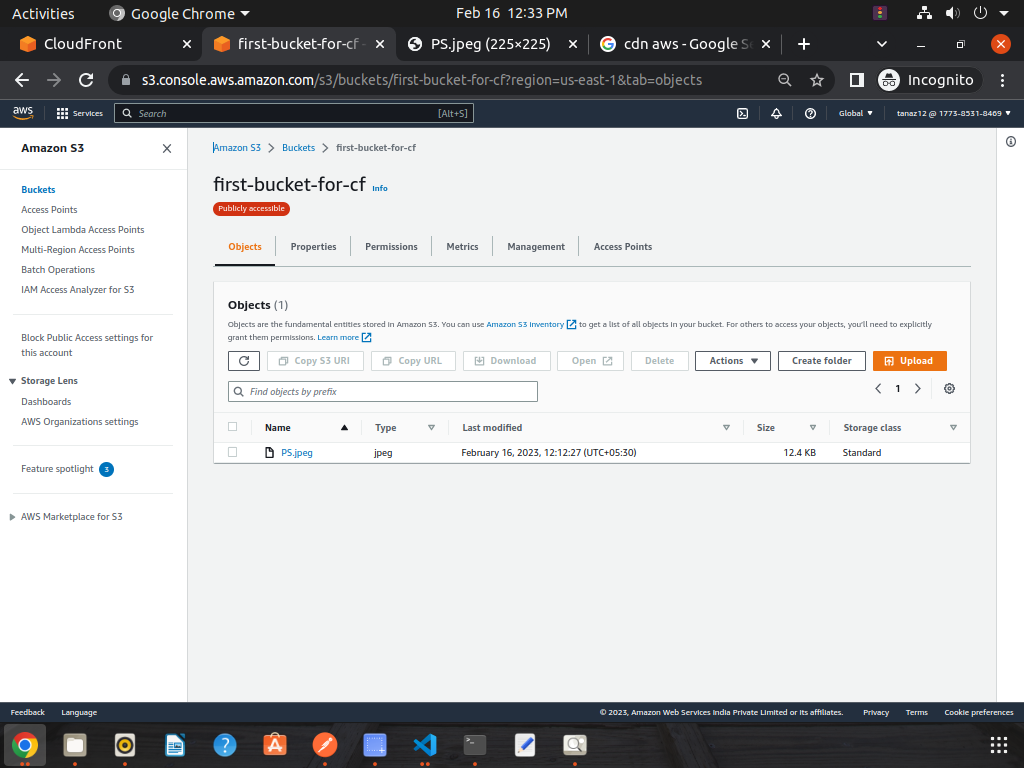 Activities
Google Chrome
Feb 16 12:33 PM
CloudFront
first-bucket-for-cf -
PS.jpeg (225×225)
cdn aws - Google Se
s3.console.aws.amazon.com/s3/buckets/first-bucket-for-cf?region=us-east-1&tab=objects
Incognito
aws
Services
Search
[Alt+S]
Global
tanaz12 @ 1773-8531-8469
Amazon S3
Buckets
Access Points
Object Lambda Access Points
Multi-Region Access Points
Batch Operations
IAM Access Analyzer for S3
Block Public Access settings for
this account
Storage Lens
Dashboards
AWS Organizations settings
Feature spotlight 3
AWS Marketplace for S3
Amazon S3 > Buckets > first-bucket-for-cf
first-bucket-for-cf Info
Publicly accessible
Objects
Properties
Permissions
Metrics
Management
Access Points
Objects (1)
Objects are the fundamental entities stored in Amazon S3. You can use Amazon S3 inventory to get a list of all objects in your bucket. For others to access your objects, you'll need to explicitly
grant them permissions. Learn more
Copy S3 URI
Copy URL
Download
Open
Delete
Actions
Create folder
Upload
Find objects by prefix
1
Name
Type
Last modified
Size
Storage class
PS.jpeg
jpeg
February 16, 2023, 12:12:27 (UTC+05:30)
12.4 KB
Standard
Feedback
Language
© 2023, Amazon Web Services India Private Limited or its affiliates.
Privacy
Terms
Cookie preferences